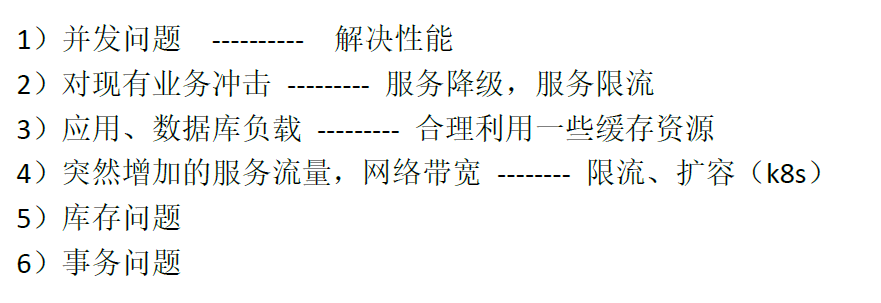 1）并发问题 ---------- 解决性能
2）对现有业务冲击 --------- 服务降级，服务限流
3）应用、数据库负载 --------- 合理利用一些缓存资源
4）突然增加的服务流量，网络带宽 -------- 限流、扩容（k8s）
5）库存问题
6）事务问题